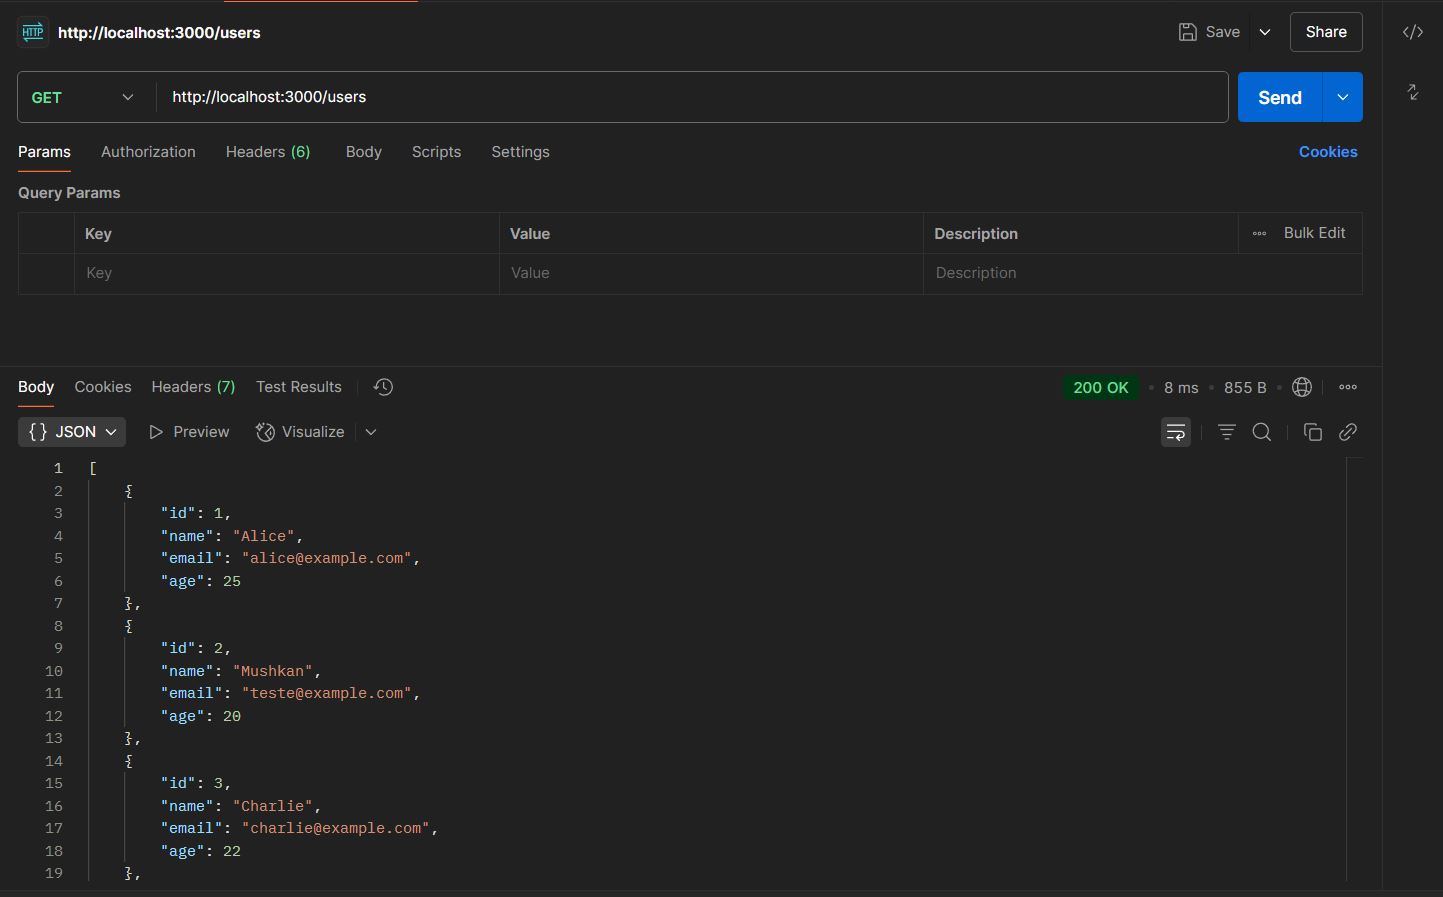 HTTP http://localhost:3000/users Save Share
GET http://localhost:3000/users Send
Params Authorization Headers (6) Body Scripts Settings Cookies
Query Params
Key Value Description Bulk Edit
Key Value Description
Body Cookies Headers (7) Test Results 200 OK 8 ms 855 B
{} JSON Preview Visualize
1 [
2 {
3 "id": 1,
4 "name": "Alice",
5 "email": "alice@example.com",
6 "age": 25
7 },
8 {
9 "id": 2,
10 "name": "Mushkan",
11 "email": "teste@example.com",
12 "age": 20
13 },
14 {
15 "id": 3,
16 "name": "Charlie",
17 "email": "charlie@example.com",
18 "age": 22
19 },